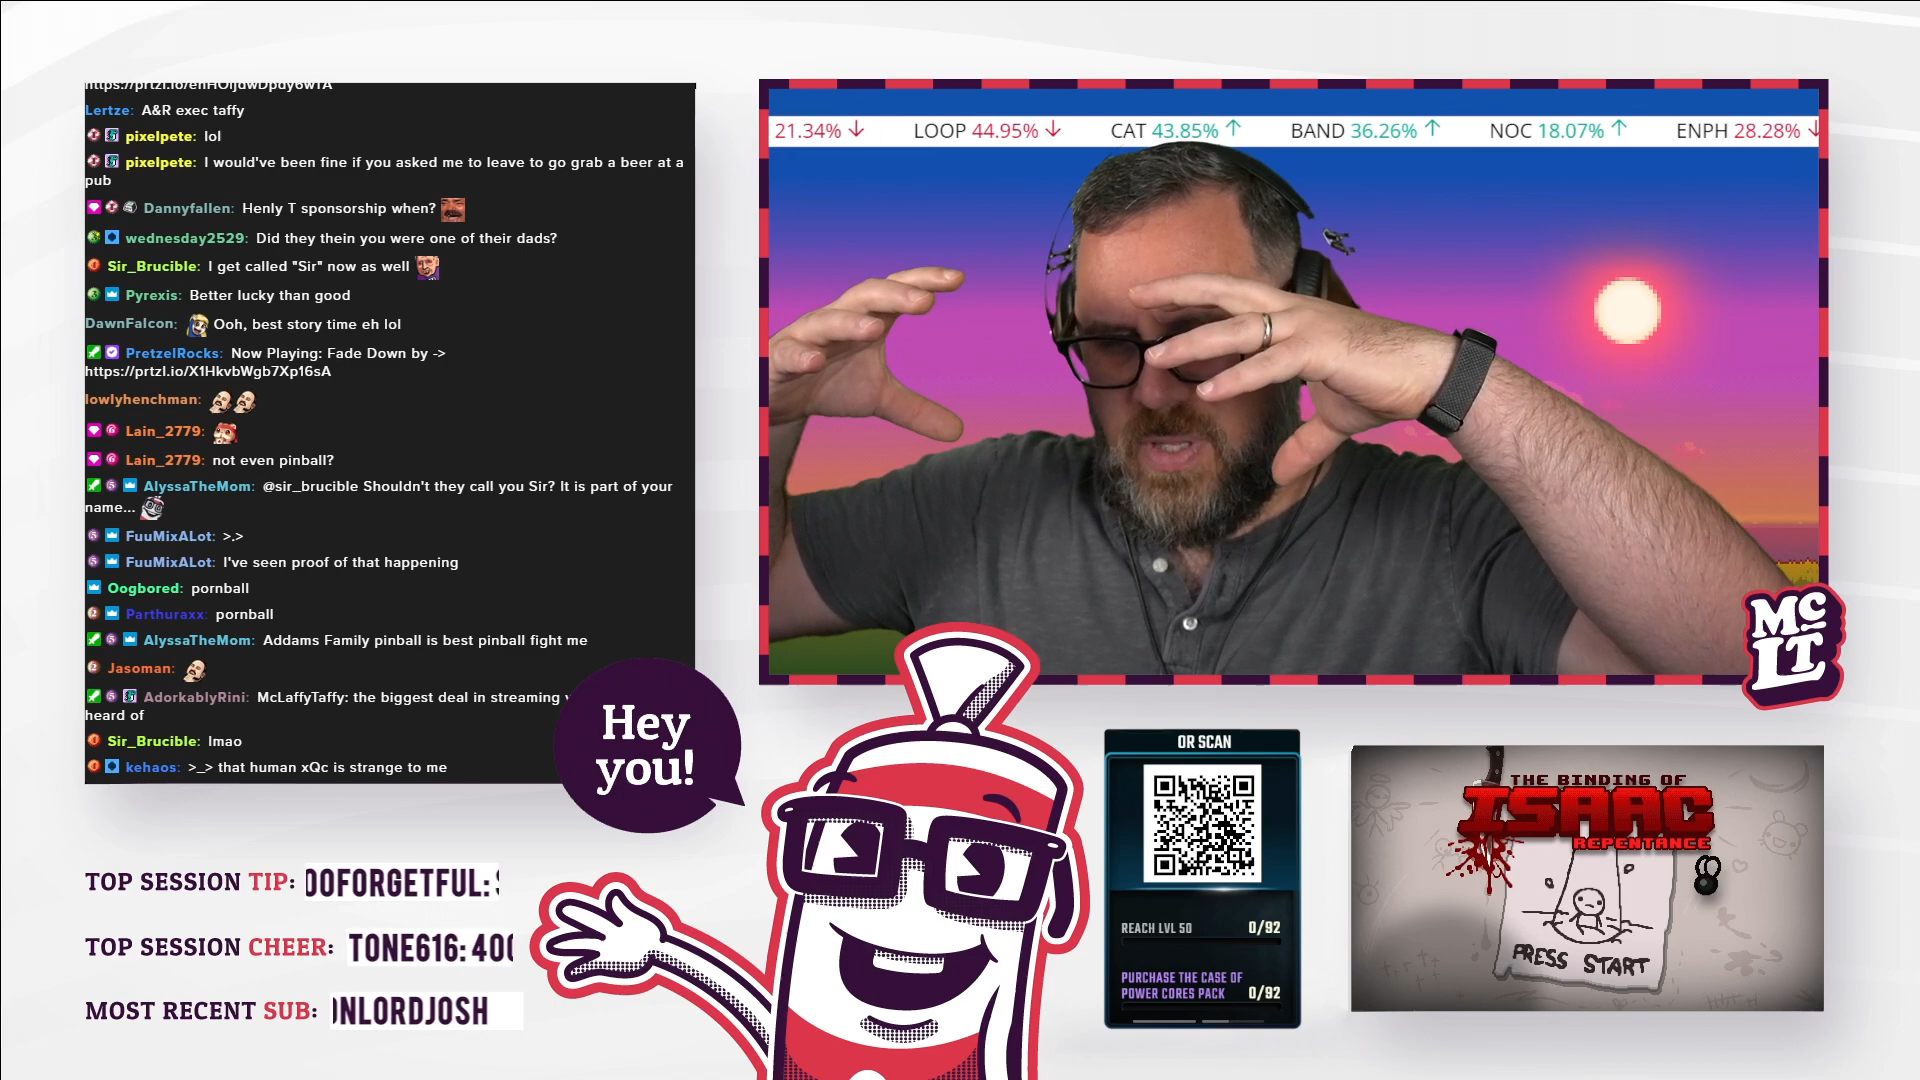 https://prtzl.io/enHOijdwDpdy6w1A
Lertze: A&R exec taffy
pixelpete: lol
pixelpete: I would've been fine if you asked me to leave to go grab a beer at a
pub
Dannyfallen: Henly T sponsorship when?
wednesday2529: Did they thein you were one of their dads?
Sir_Brucible: I get called "Sir" now as well
Pyrexis: Better lucky than good
DawnFalcon: Ooh, best story time eh lol
PretzelRocks: Now Playing: Fade Down by ->
https://prtzl.io/X1HkvbWgb7Xp16sA
lowlyhenchman:
Lain_2779:
Lain_2779: not even pinball?
AlyssaTheMom: @sir_brucible Shouldn't they call you Sir? It is part of your
name...
FuuMixALot: >.>
FuuMixALot: I've seen proof of that happening
Oogbored: pornball
Parthuraxx: pornball
AlyssaTheMom: Addams Family pinball is best pinball fight me
Jasoman:
AdorkablyRini: McLaffyTaffy: the biggest deal in streaming
heard of
Sir_Brucible: lmao
kehaos: >_> that human xQc is strange to me
21.34% ↓ LOOP 44.95% ↓ CAT 43.85% ↑ BAND 36.26% ↑ NOC 18.07% ↑ ENPH 28.28% ↓
McLT
Hey
you!
TOP SESSION TIP: OOFORGETFUL:
TOP SESSION CHEER: TONE616: 400
MOST RECENT SUB: ONLORDJOSH
OR SCAN
REACH LVL 50 0/92
PURCHASE THE CASE OF
POWER CORES PACK 0/92
THE BINDING OF
ISAAC
REPENTANCE
PRESS START